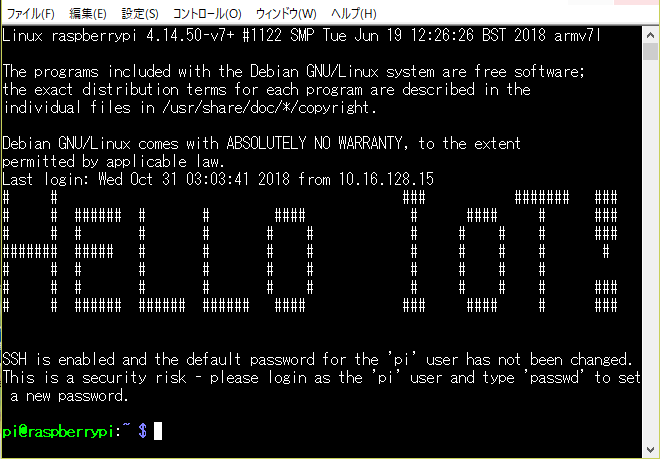 ファイル(F) 編集(E) 設定(S) コントロール(O) ウィンドウ(W) ヘルプ(H)
Linux raspberrypi 4.14.50-v7+ #1122 SMP Tue Jun 19 12:26:26 BST 2018 armv7l
The programs included with the Debian GNU/Linux system are free software;
the exact distribution terms for each program are described in the
individual files in /usr/share/doc/*/copyright.
Debian GNU/Linux comes with ABSOLUTELY NO WARRANTY, to the extent
permitted by applicable law.
Last login: Wed Oct 31 03:03:41 2018 from 10.16.128.15
HELLO IoT!
SSH is enabled and the default password for the 'pi' user has not been changed.
This is a security risk - please login as the 'pi' user and type 'passwd' to set
a new password.
pi@raspberrypi:~ $